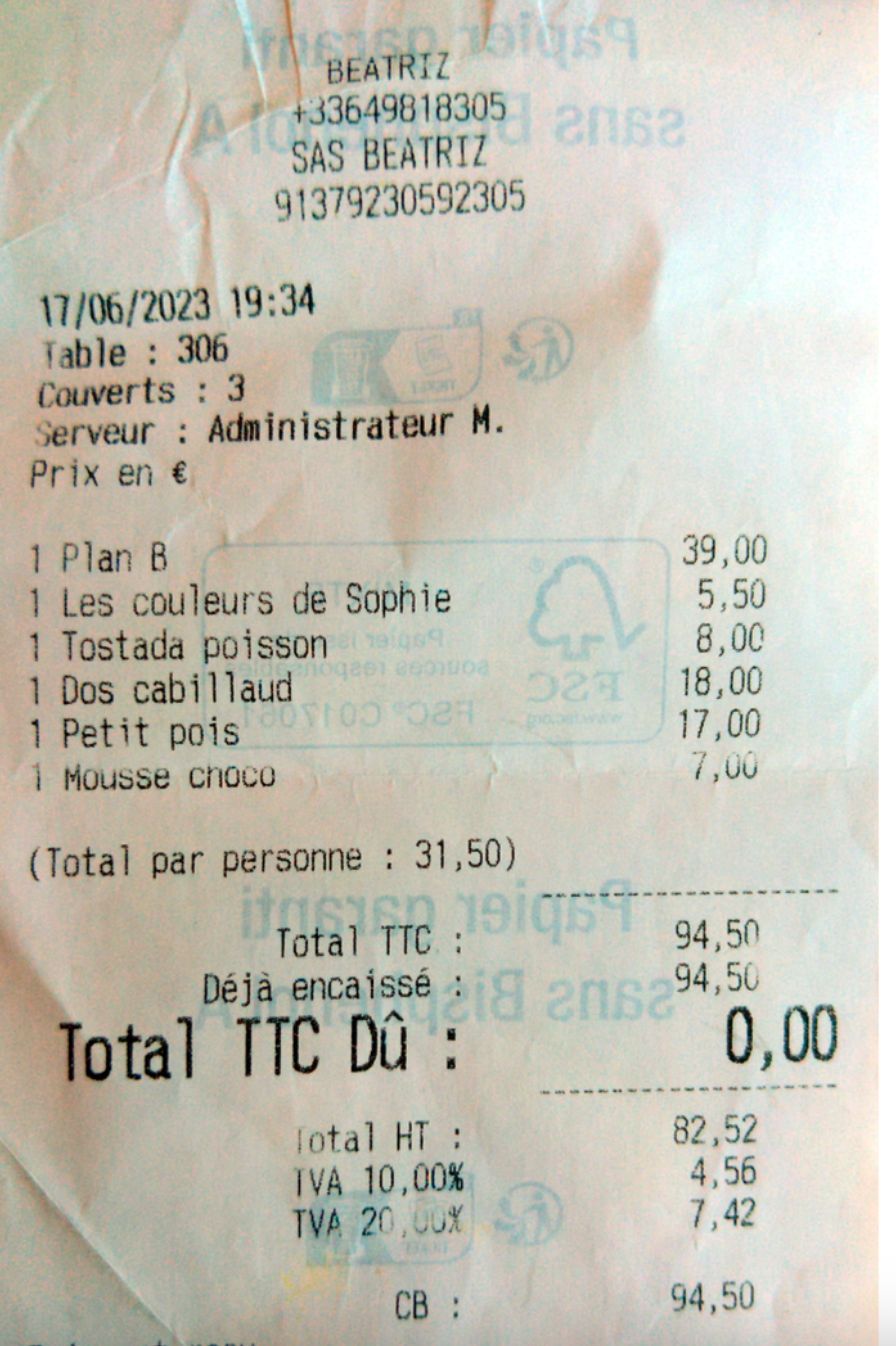 BEATRIZ
+33649818305
SAS BEATRIZ
91379230592305
17/06/2023 19:34
Table : 306
Couverts : 3
Serveur : Administrateur M.
Prix en €
1 Plan B 39,00
1 Les couleurs de Sophie 5,50
1 Tostada poisson 8,00
1 Dos cabillaud 18,00
1 Petit pois 17,00
1 Mousse choco 7,00
(Total par personne : 31,50)
Total TTC : 94,50
Déjà encaissé : 94,50
Total TTC Dû : 0,00
Total HT : 82,52
TVA 10,00% 4,56
TVA 20,00% 7,42
CB : 94,50